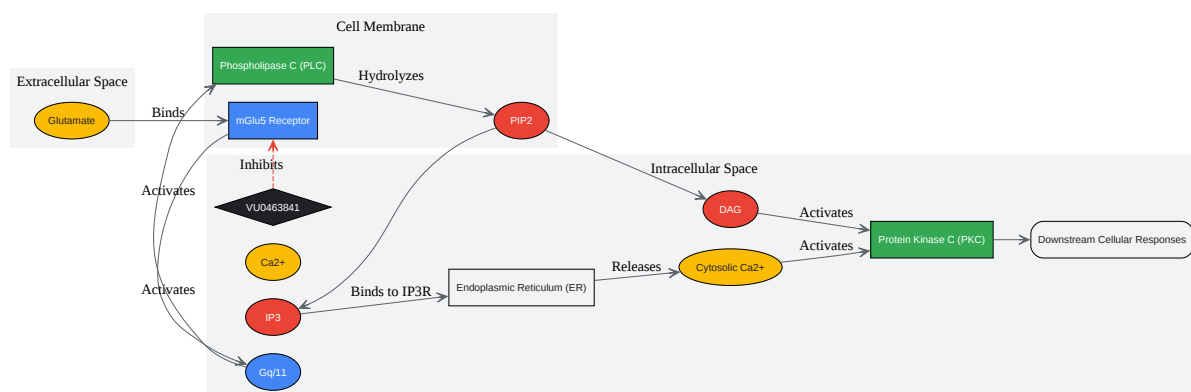 Cell Membrane
Phospholipase C (PLC)
Hydrolyzes
Extracellular Space
Glutamate
Binds
mGlu5 Receptor
PIP2
Inhibits
Intracellular Space
Activates
VU0463841
DAG
Activates
Protein Kinase C (PKC)
Downstream Cellular Responses
Activates
Ca2+
Releases
Cytosolic Ca2+
Activates
Binds to IP3R
Endoplasmic Reticulum (ER)
IP3
Gq/11